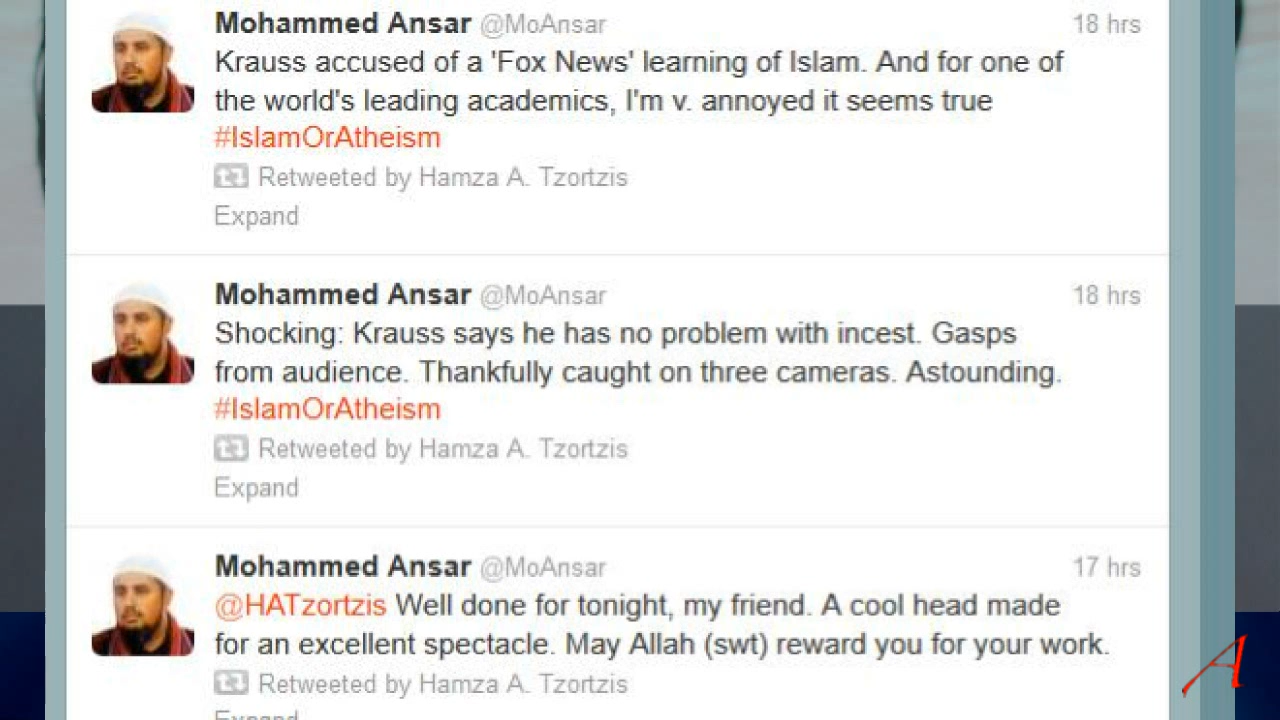 Mohammed Ansar @MoAnsar 18 hrs
Krauss accused of a 'Fox News' learning of Islam. And for one of
the world's leading academics, I'm v. annoyed it seems true
#IslamOrAtheism
Retweeted by Hamza A. Tzortzis
Expand
Mohammed Ansar @MoAnsar 18 hrs
Shocking: Krauss says he has no problem with incest. Gasps
from audience. Thankfully caught on three cameras. Astounding.
#IslamOrAtheism
Retweeted by Hamza A. Tzortzis
Expand
Mohammed Ansar @MoAnsar 17 hrs
@HATzortzis Well done for tonight, my friend. A cool head made
for an excellent spectacle. May Allah (swt) reward you for your work.
Retweeted by Hamza A. Tzortzis
Expand
A